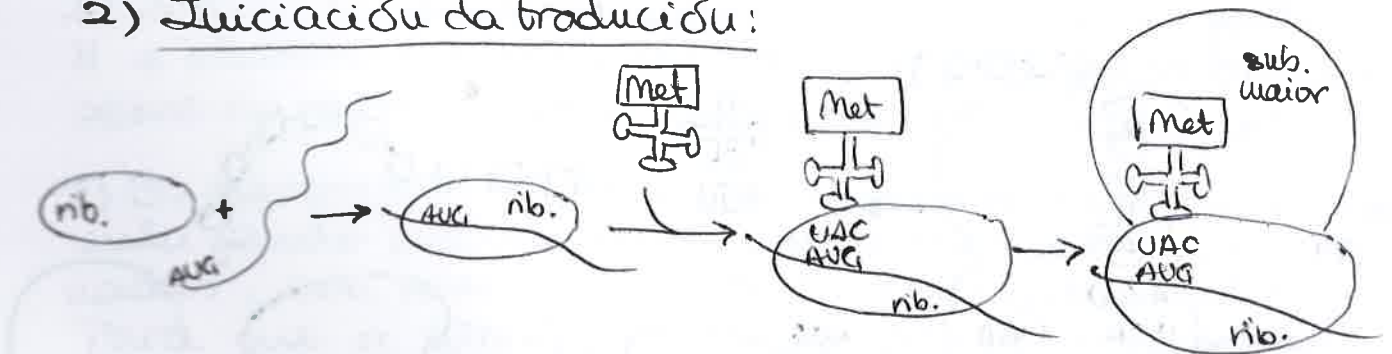 2) Iniciación da tradución:
rib.
+
AUG
AUG rib.
Met
Met
UAC
AUG
rib.
sub.
maior
Met
UAC
AUG
rib.